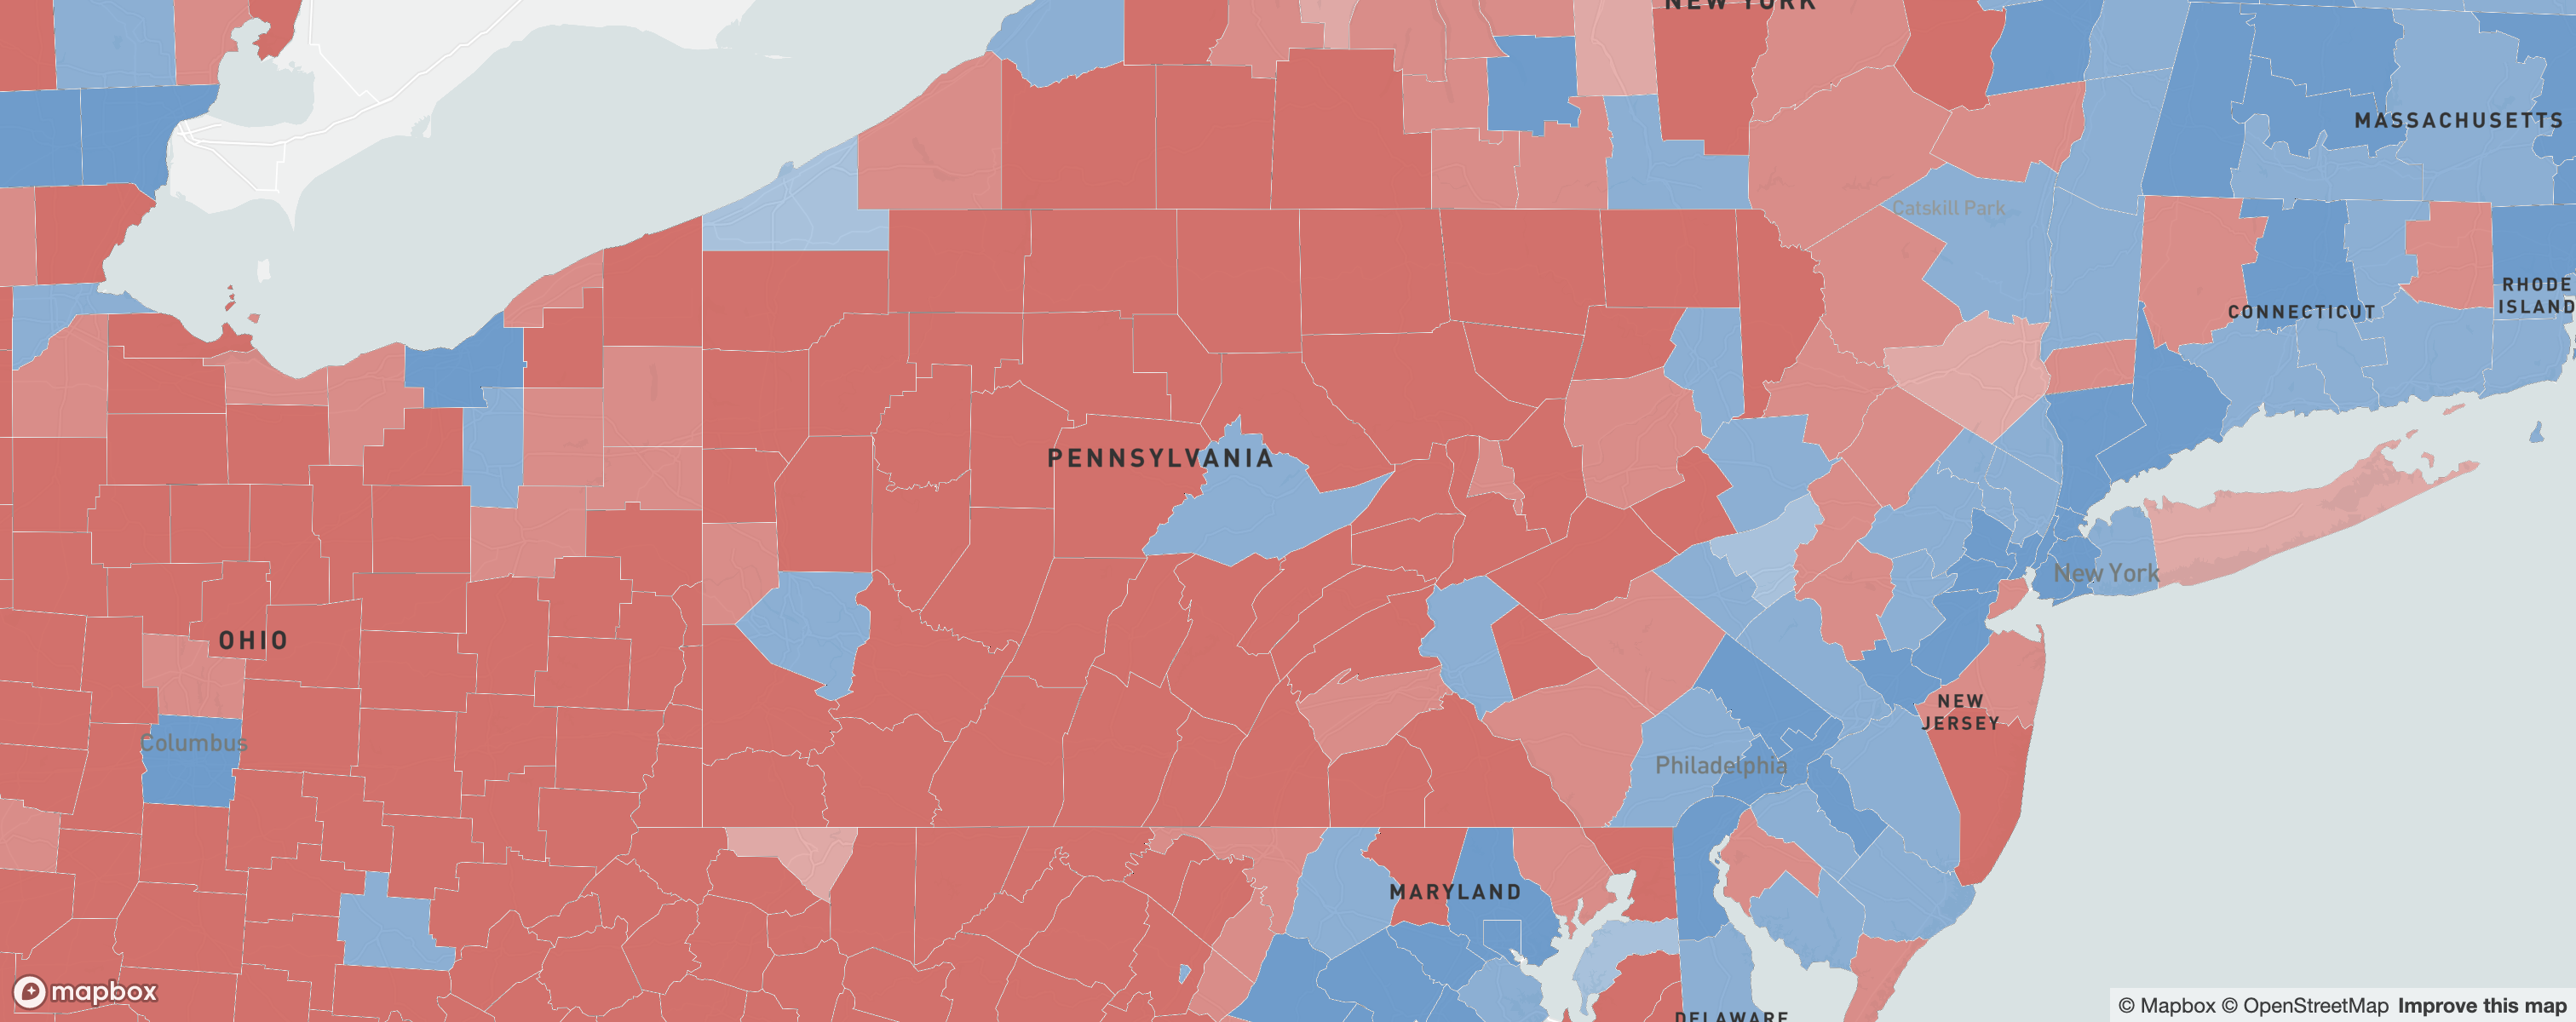 NEW YORK
MASSACHUSETTS
Catskill Park
RHODE
ISLAND
CONNECTICUT
PENNSYLVANIA
New York
OHIO
NEW
JERSEY
Columbus
Philadelphia
MARYLAND
mapbox
© Mapbox © OpenStreetMap Improve this map
DELAWARE